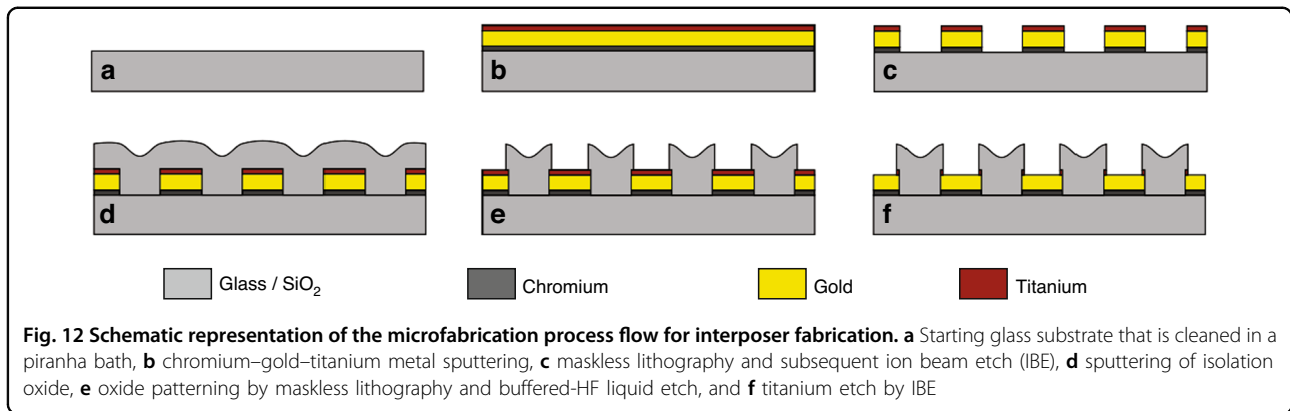 a
b
c
d
e
f
Glass / SiO₂
Chromium
Gold
Titanium
Fig. 12 Schematic representation of the microfabrication process flow for interposer fabrication. a Starting glass substrate that is cleaned in a
piranha bath, b chromium–gold–titanium metal sputtering, c maskless lithography and subsequent ion beam etch (IBE), d sputtering of isolation
oxide, e oxide patterning by maskless lithography and buffered-HF liquid etch, and f titanium etch by IBE